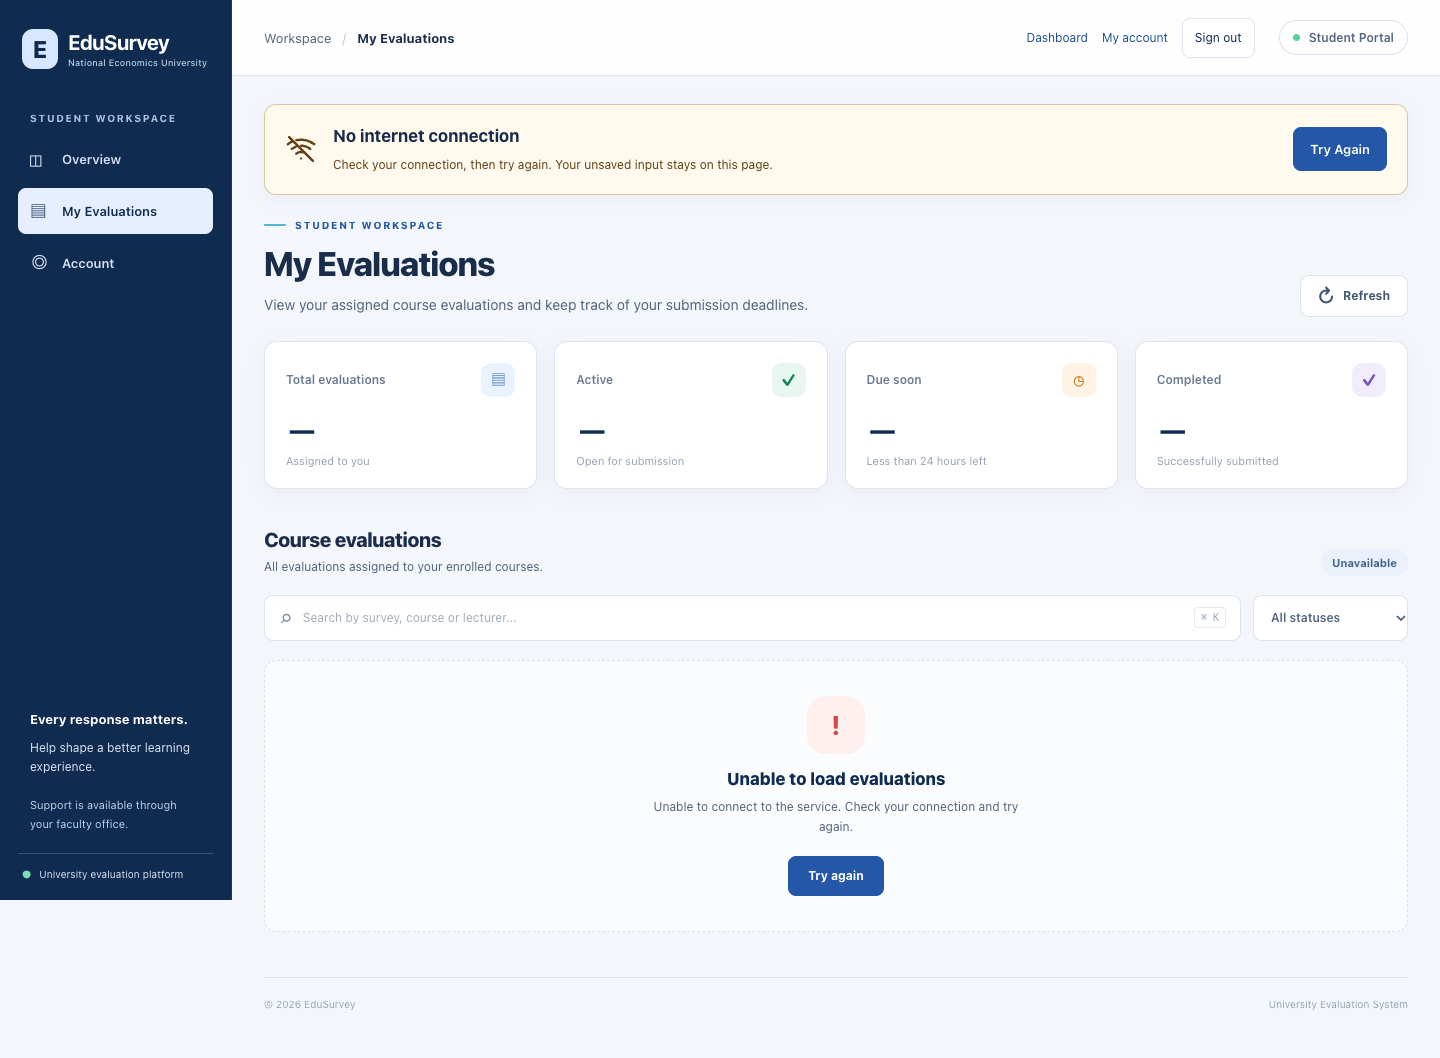 E
EduSurvey
National Economics University
STUDENT WORKSPACE
Overview
My Evaluations
Account
Every response matters.
Help shape a better learning
experience.
Support is available through
your faculty office.
University evaluation platform
Workspace / My Evaluations
Dashboard
My account
Sign out
Student Portal
No internet connection
Check your connection, then try again. Your unsaved input stays on this page.
Try Again
STUDENT WORKSPACE
My Evaluations
View your assigned course evaluations and keep track of your submission deadlines.
Refresh
Total evaluations
—
Assigned to you
Active
—
Open for submission
Due soon
—
Less than 24 hours left
Completed
—
Successfully submitted
Course evaluations
All evaluations assigned to your enrolled courses.
Unavailable
Search by survey, course or lecturer...
⌘ K
All statuses
!
Unable to load evaluations
Unable to connect to the service. Check your connection and try
again.
Try again
© 2026 EduSurvey
University Evaluation System